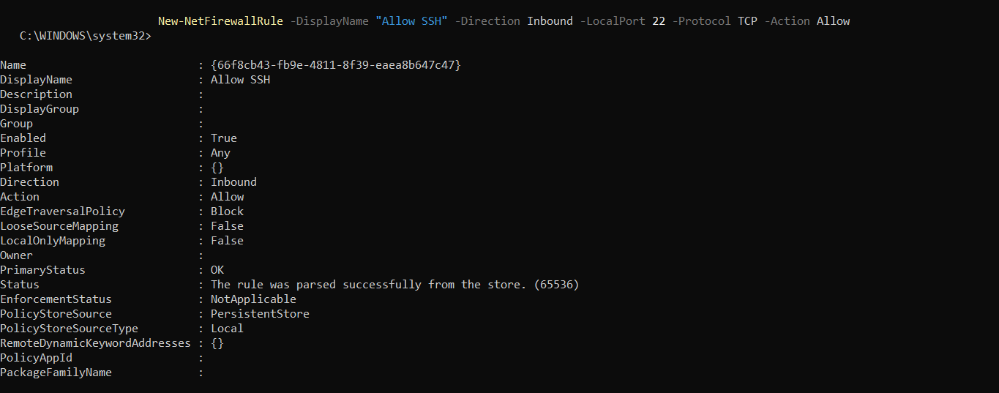 New-NetFirewallRule -DisplayName "Allow SSH" -Direction Inbound -LocalPort 22 -Protocol TCP -Action Allow
C:\WINDOWS\system32>
Name : {66f8cb43-fb9e-4811-8f39-eaea8b647c47}
DisplayName : Allow SSH
Description :
DisplayGroup :
Group :
Enabled : True
Profile : Any
Platform : {}
Direction : Inbound
Action : Allow
EdgeTraversalPolicy : Block
LooseSourceMapping : False
LocalOnlyMapping : False
Owner :
PrimaryStatus : OK
Status : The rule was parsed successfully from the store. (65536)
EnforcementStatus : NotApplicable
PolicyStoreSource : PersistentStore
PolicyStoreSourceType : Local
RemoteDynamicKeywordAddresses : {}
PolicyAppId :
PackageFamilyName :